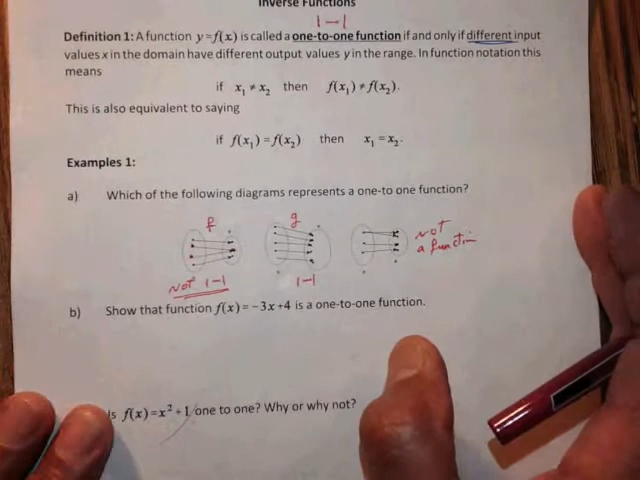 Inverse Functions
1-1
Definition 1: A function y=f(x) is called a one-to-one function if and only if different input
values x in the domain have different output values y in the range. In function notation this
means
if x₁ ≠ x₂ then f(x₁) ≠ f(x₂).
This is also equivalent to saying
if f(x₁) = f(x₂) then x₁ = x₂.
Examples 1:
a) Which of the following diagrams represents a one-to one function?
f g
not
a function
not 1-1 1-1
b) Show that function f(x) = -3x+4 is a one-to-one function.
Is f(x)=x²+1 one to one? Why or why not?